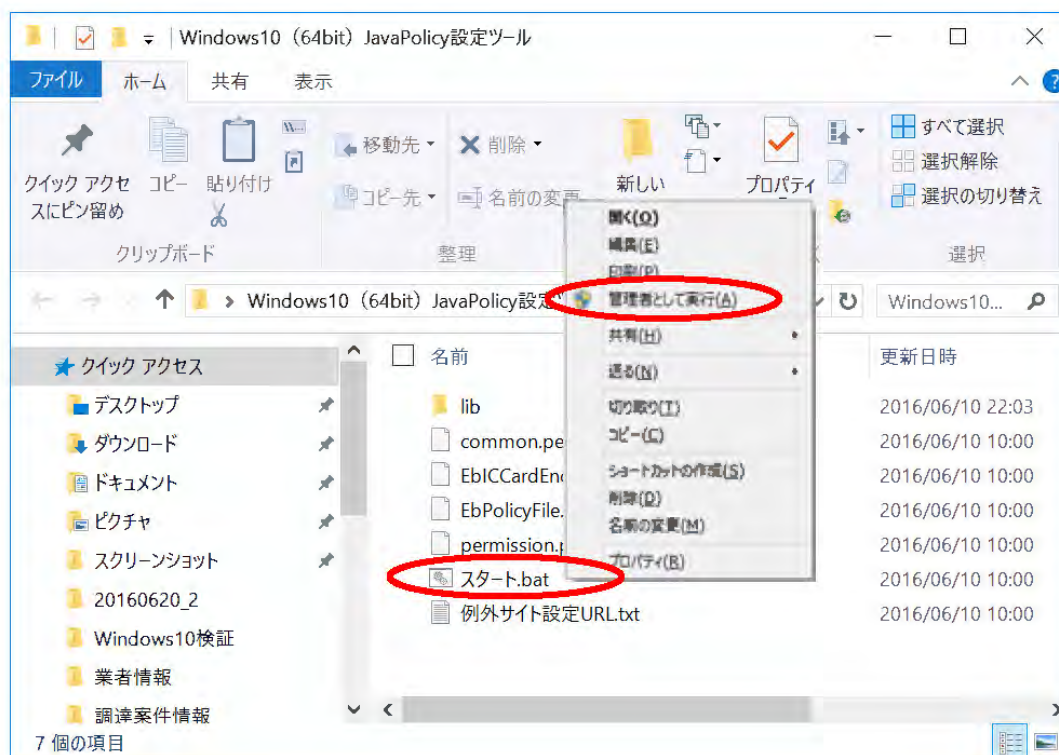 Windows10（64bit）JavaPolicy設定ツール
ファイル ホーム 共有 表示
クイック アクセスにピン留め
コピー
貼り付け
移動先
コピー先
削除
名前の変更
新しい
プロパティ
すべて選択
選択解除
選択の切り替え
クリップボード
整理
選択
開く(O)
編集(E)
印刷(P)
管理者として実行(A)
共有(H)
送る(N)
切り取り(T)
コピー(C)
ショートカットの作成(S)
削除(D)
名前の変更(M)
プロパティ(R)
Windows10（64bit）JavaPolicy設定
Windows10...
クイック アクセス
デスクトップ
ダウンロード
ドキュメント
ピクチャ
スクリーンショット
20160620_2
Windows10検証
業者情報
調達案件情報
名前 更新日時
lib 2016/06/10 22:03
common.pe 2016/06/10 10:00
EbICCardEn 2016/06/10 10:00
EbPolicyFile. 2016/06/10 10:00
permission.p 2016/06/10 10:00
スタート.bat 2016/06/10 10:00
例外サイト設定URL.txt 2016/06/10 10:00
7 個の項目